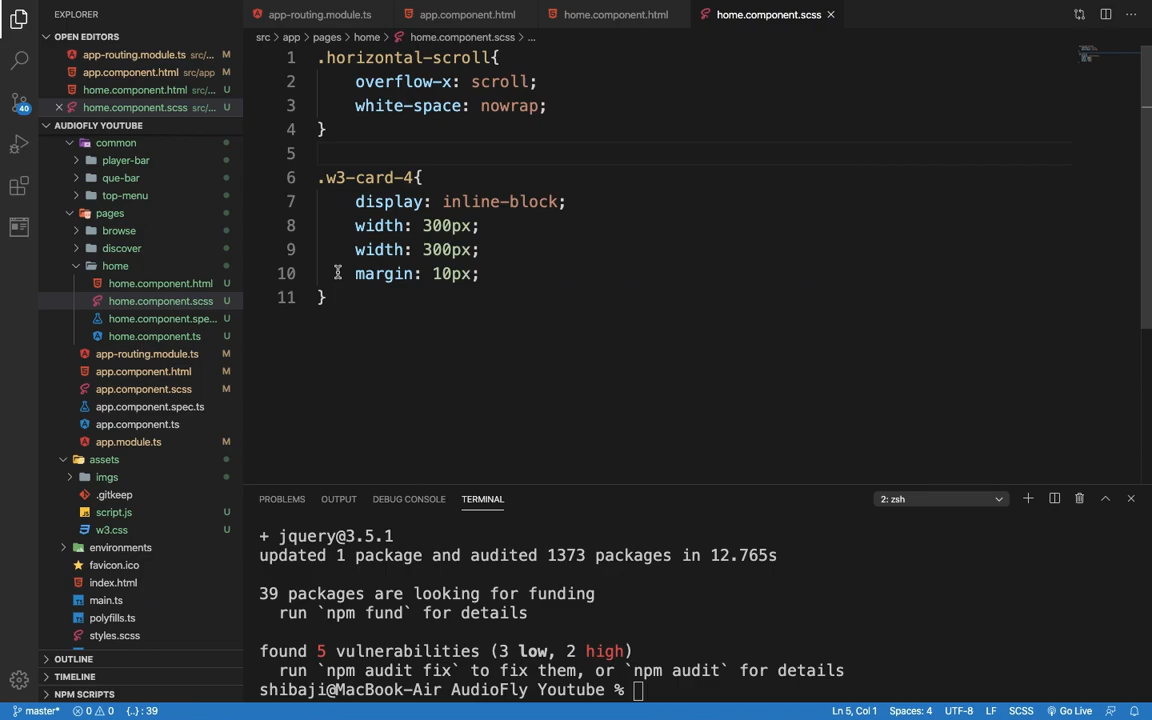 EXPLORER
app-routing.module.ts
app.component.html
home.component.html
home.component.scss
OPEN EDITORS
src > app > pages > home > home.component.scss > ...
app-routing.module.ts src/... M
app.component.html src/app M
home.component.html src/... U
home.component.scss src/... U
AUDIOFLY YOUTUBE
common
player-bar
que-bar
top-menu
pages
browse
discover
home
home.component.html U
home.component.scss U
home.component.spe... U
home.component.ts U
app-routing.module.ts M
app.component.html M
app.component.scss M
app.component.spec.ts
app.component.ts
app.module.ts M
assets
imgs
.gitkeep
script.js U
w3.css U
environments
favicon.ico
index.html
main.ts
polyfills.ts
styles.scss
OUTLINE
TIMELINE
NPM SCRIPTS
1 .horizontal-scroll{
2 overflow-x: scroll;
3 white-space: nowrap;
4 }
5
6 .w3-card-4{
7 display: inline-block;
8 width: 300px;
9 width: 300px;
10 margin: 10px;
11 }
PROBLEMS OUTPUT DEBUG CONSOLE TERMINAL
2: zsh
+ jquery@3.5.1
updated 1 package and audited 1373 packages in 12.765s
39 packages are looking for funding
run `npm fund` for details
found 5 vulnerabilities (3 low, 2 high)
run `npm audit fix` to fix them, or `npm audit` for details
shibaji@MacBook-Air AudioFly Youtube %
40
master* 0 0 {..} : 39
Ln 5, Col 1 Spaces: 4 UTF-8 LF SCSS Go Live